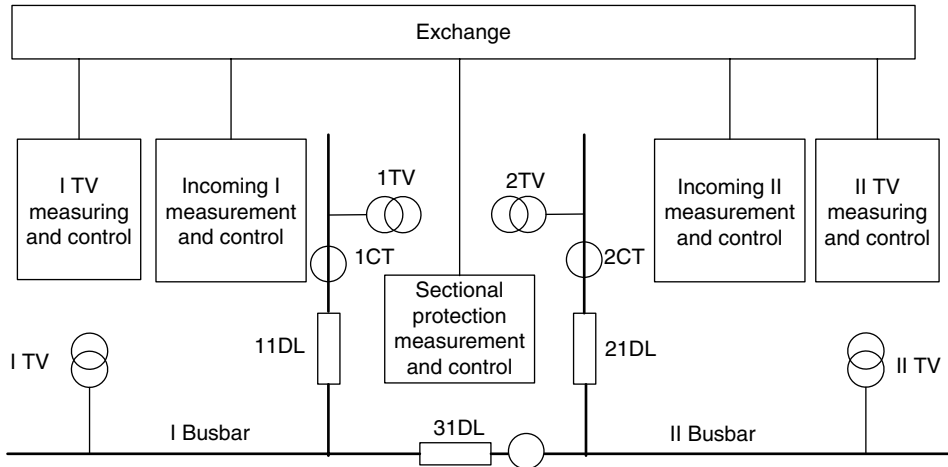 Exchange
I TV
measuring
and control
Incoming I
measurement
and control
1TV
2TV
Incoming II
measurement
and control
II TV
measuring
and control
1CT
2CT
Sectional
protection
measurement
and control
11DL
21DL
I TV
II TV
I Busbar
31DL
II Busbar